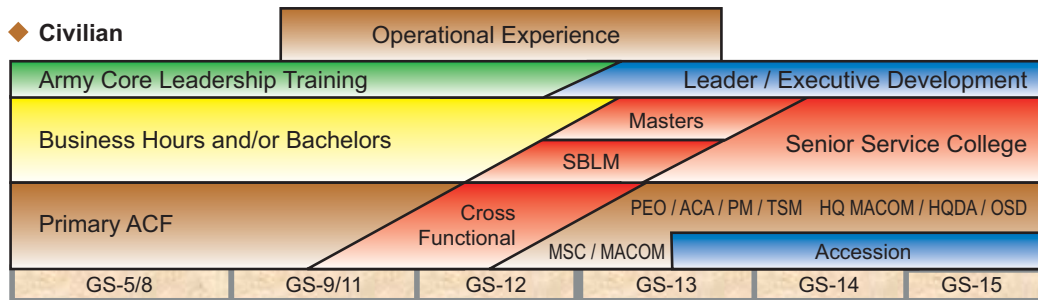 Civilian
Operational Experience
Army Core Leadership Training
Leader / Executive Development
Business Hours and/or Bachelors
Masters
SBLM
Senior Service College
Primary ACF
Cross
Functional
PEO / ACA / PM / TSM
HQ MACOM / HQDA / OSD
MSC / MACOM
Accession
GS-5/8
GS-9/11
GS-12
GS-13
GS-14
GS-15